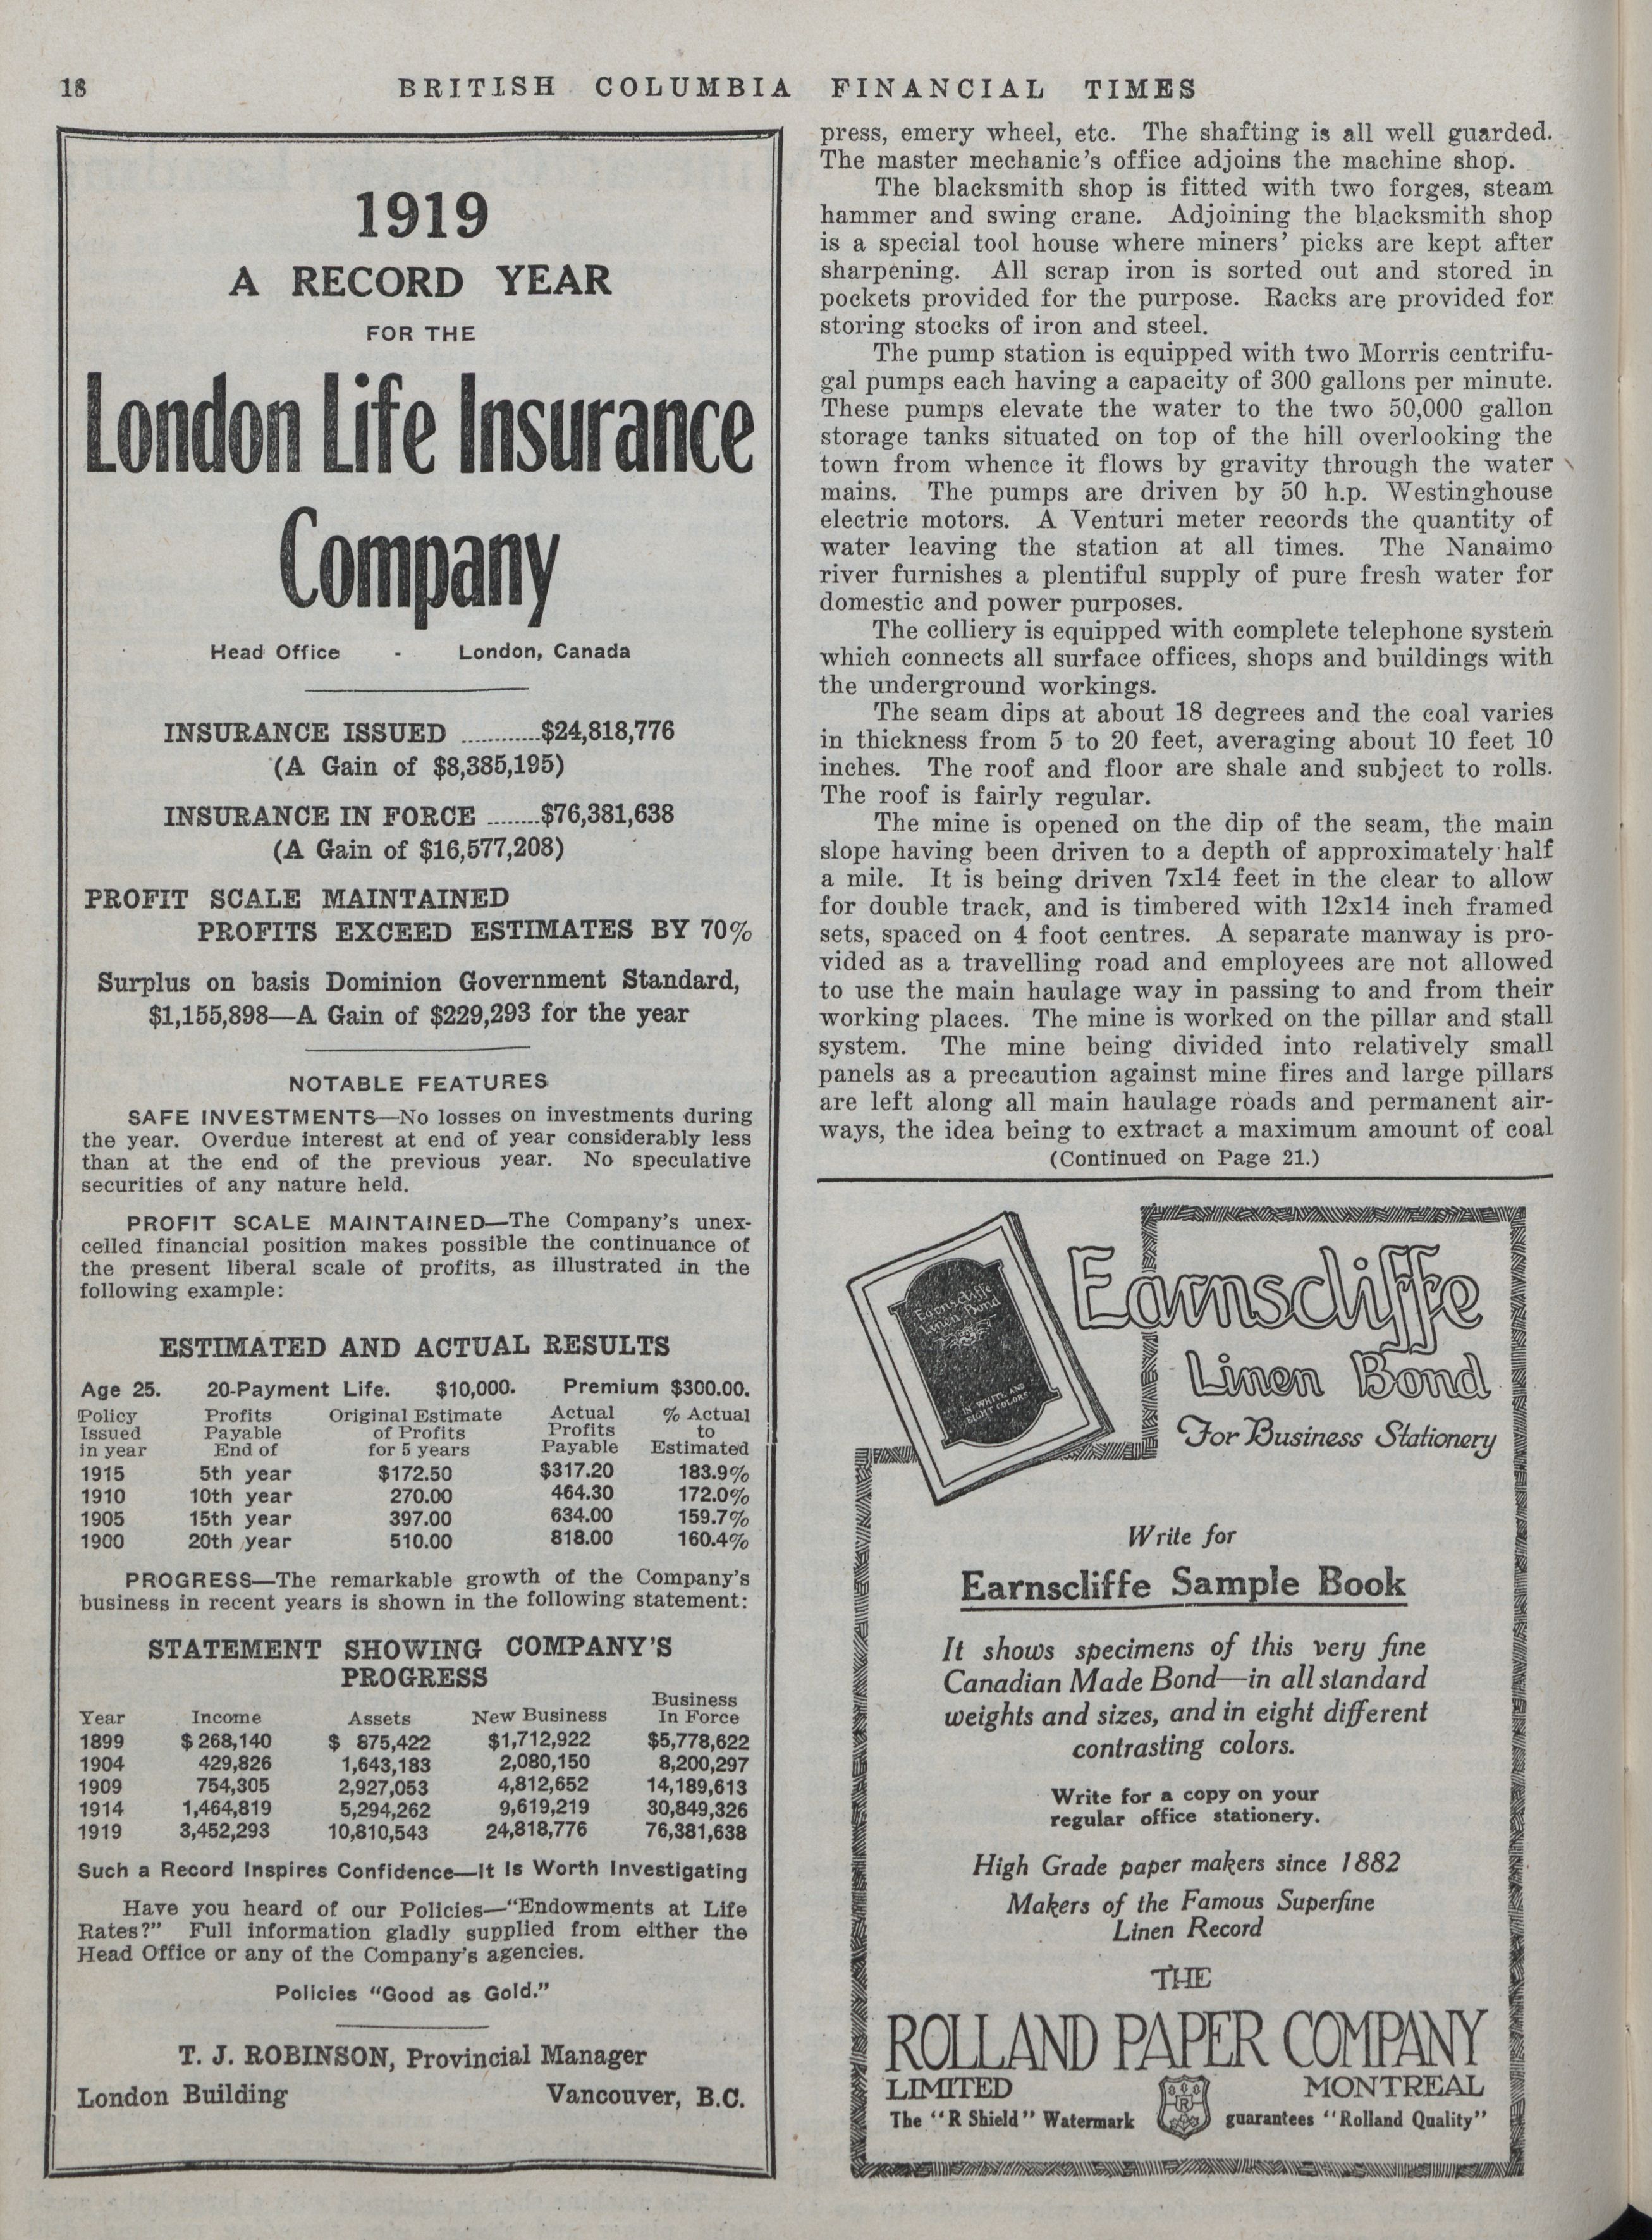 18 BRITISH COLUMBIA FINANCIAL TIMES
1919
A RECORD YEAR
FOR THE
London Life Insurance
Company
Head Office - London, Canada
INSURANCE ISSUED ............$24,818,776
(A Gain of $8,385,195)
INSURANCE IN FORCE ........$76,381,638
(A Gain of $16,577,208)
PROFIT SCALE MAINTAINED
PROFITS EXCEED ESTIMATES BY 70%
Surplus on basis Dominion Government Standard,
$1,155,898—A Gain of $229,293 for the year
NOTABLE FEATURES
SAFE INVESTMENTS—No losses on investments during
the year. Overdue interest at end of year considerably less
than at the end of the previous year. No speculative
securities of any nature held.
PROFIT SCALE MAINTAINED—The Company's unex-
celled financial position makes possible the continuance of
the present liberal scale of profits, as illustrated in the
following example:
ESTIMATED AND ACTUAL RESULTS
Age 25. 20-Payment Life. $10,000. Premium $300.00.
Policy Profits Original Estimate Actual % Actual
Issued Payable of Profits Profits to
in year End of for 5 years Payable Estimated
1915 5th year $172.50 $317.20 183.9%
1910 10th year 270.00 464.30 172.0%
1905 15th year 397.00 634.00 159.7%
1900 20th year 510.00 818.00 160.4%
PROGRESS—The remarkable growth of the Company's
business in recent years is shown in the following statement:
STATEMENT SHOWING COMPANY'S
PROGRESS
Business
Year Income Assets New Business In Force
1899 $ 268,140 $ 875,422 $1,712,922 $5,778,622
1904 429,826 1,643,183 2,080,150 8,200,297
1909 754,305 2,927,053 4,812,652 14,189,613
1914 1,464,819 5,294,262 9,619,219 30,849,326
1919 3,452,293 10,810,543 24,818,776 76,381,638
Such a Record Inspires Confidence—It Is Worth Investigating
Have you heard of our Policies—"Endowments at Life
Rates?" Full information gladly supplied from either the
Head Office or any of the Company's agencies.
Policies "Good as Gold."
T. J. ROBINSON, Provincial Manager
London Building Vancouver, B.C.
press, emery wheel, etc. The shafting is all well guarded.
The master mechanic's office adjoins the machine shop.
The blacksmith shop is fitted with two forges, steam
hammer and swing crane. Adjoining the blacksmith shop
is a special tool house where miners' picks are kept after
sharpening. All scrap iron is sorted out and stored in
pockets provided for the purpose. Racks are provided for
storing stocks of iron and steel.
The pump station is equipped with two Morris centrifu-
gal pumps each having a capacity of 300 gallons per minute.
These pumps elevate the water to the two 50,000 gallon
storage tanks situated on top of the hill overlooking the
town from whence it flows by gravity through the water
mains. The pumps are driven by 50 h.p. Westinghouse
electric motors. A Venturi meter records the quantity of
water leaving the station at all times. The Nanaimo
river furnishes a plentiful supply of pure fresh water for
domestic and power purposes.
The colliery is equipped with complete telephone system
which connects all surface offices, shops and buildings with
the underground workings.
The seam dips at about 18 degrees and the coal varies
in thickness from 5 to 20 feet, averaging about 10 feet 10
inches. The roof and floor are shale and subject to rolls.
The roof is fairly regular.
The mine is opened on the dip of the seam, the main
slope having been driven to a depth of approximately half
a mile. It is being driven 7x14 feet in the clear to allow
for double track, and is timbered with 12x14 inch framed
sets, spaced on 4 foot centres. A separate manway is pro-
vided as a travelling road and employees are not allowed
to use the main haulage way in passing to and from their
working places. The mine is worked on the pillar and stall
system. The mine being divided into relatively small
panels as a precaution against mine fires and large pillars
are left along all main haulage roads and permanent air-
ways, the idea being to extract a maximum amount of coal
(Continued on Page 21.)
Earnscliffe
Linen Bond
IN WHITE AND
EIGHT COLORS
Earnscliffe
Linen Bond
For Business Stationery
Write for
Earnscliffe Sample Book
It shows specimens of this very fine
Canadian Made Bond—in all standard
weights and sizes, and in eight different
contrasting colors.
Write for a copy on your
regular office stationery.
High Grade paper makers since 1882
Makers of the Famous Superfine
Linen Record
THE
ROLLAND PAPER COMPANY
LIMITED MONTREAL
The "R Shield" Watermark R guarantees "Rolland Quality"